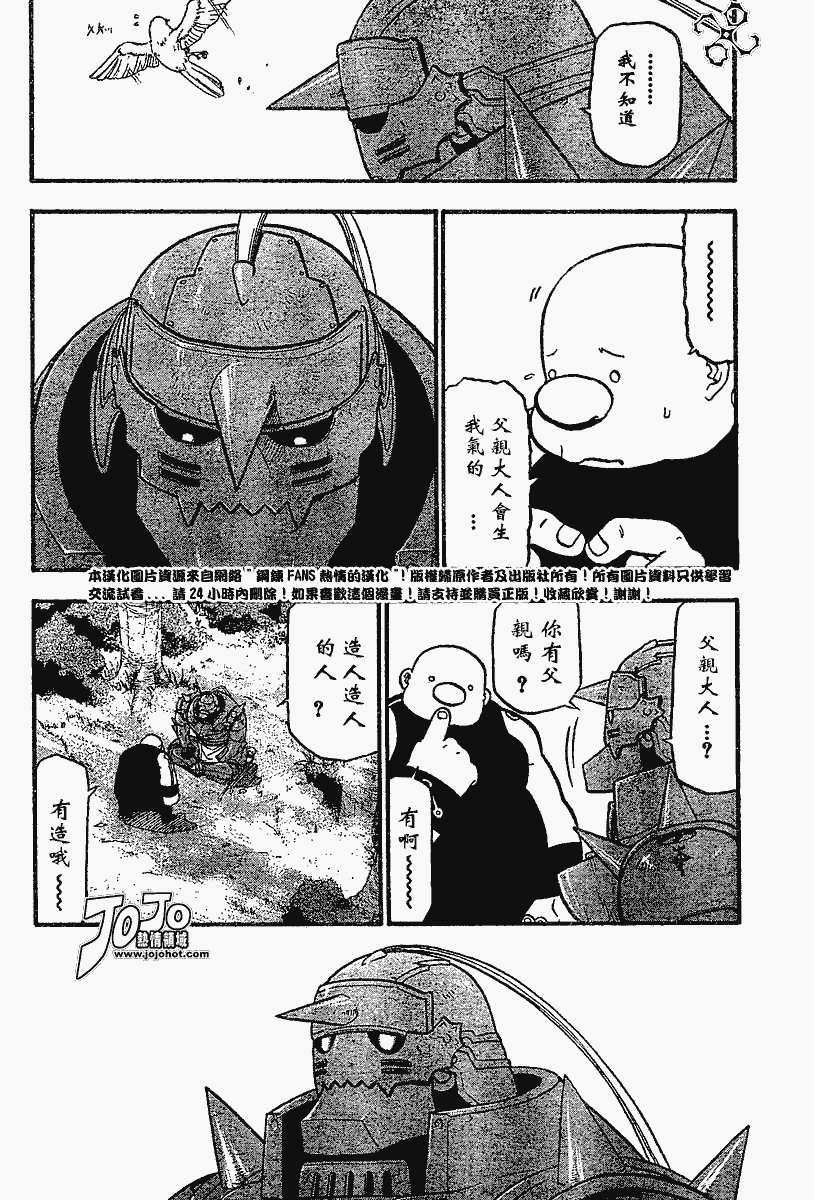 ………
我不知道
～～～～
父親大人會生
我氣的
…
本漢化圖片資源來自網絡"鋼鍊FANS熱情的漢化"！版權歸原作者及出版社所有！所有圖片資料只供學習
交流試看...請24小時內刪除！如果喜歡這個漫畫！請支持並購買正版！收藏欣賞！謝謝！
父親大人…？
你有父
親嗎？
有啊～～～
造人造人
的人？
有造哦～～～
JOJO
熱情領域
www.jojohot.com